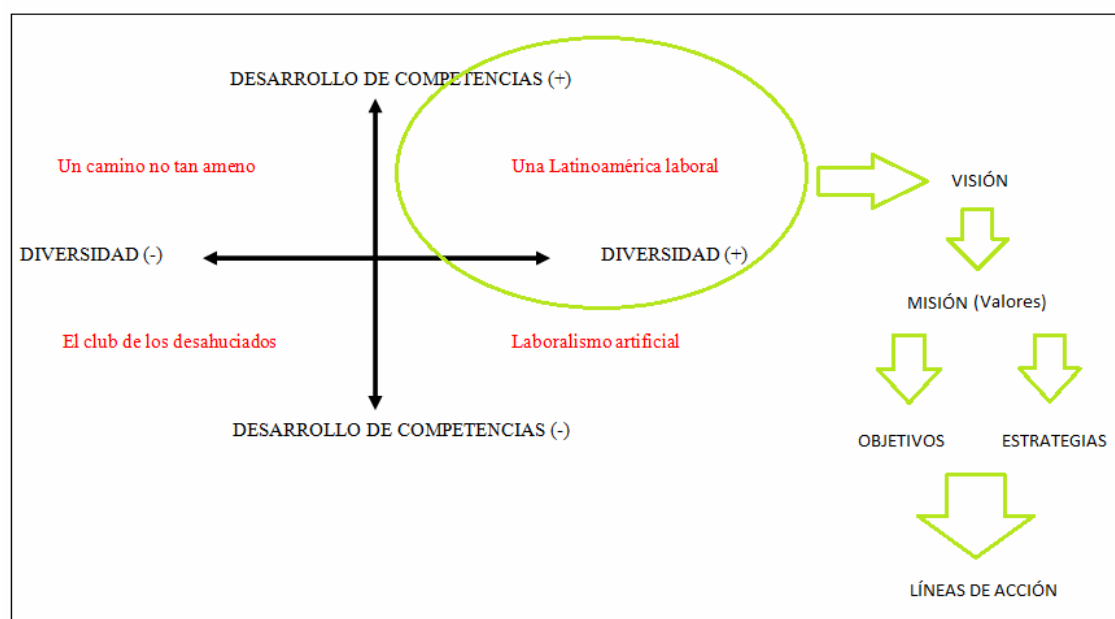 DESARROLLO DE COMPETENCIAS (+)
Un camino no tan ameno
Una Latinoamérica laboral
VISIÓN
DIVERSIDAD (-)
DIVERSIDAD (+)
MISIÓN (Valores)
El club de los desahuciados
Laboralismo artificial
DESARROLLO DE COMPETENCIAS (-)
OBJETIVOS
ESTRATEGIAS
LÍNEAS DE ACCIÓN